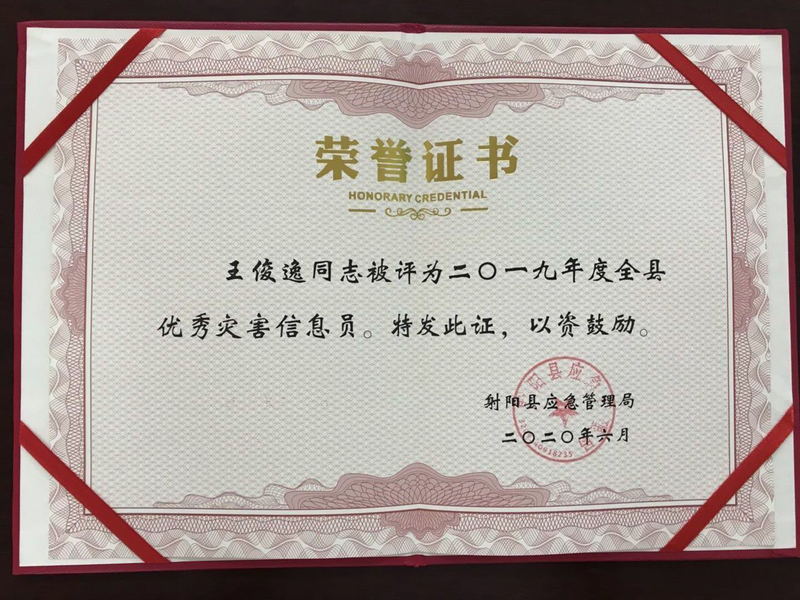 荣誉证书
HONORARY CREDENTIAL
王俊逸同志被评为二〇一九年度全县
优秀灾害信息员。特发此证，以资鼓励。
射阳县应急管理局
二〇二〇年六月